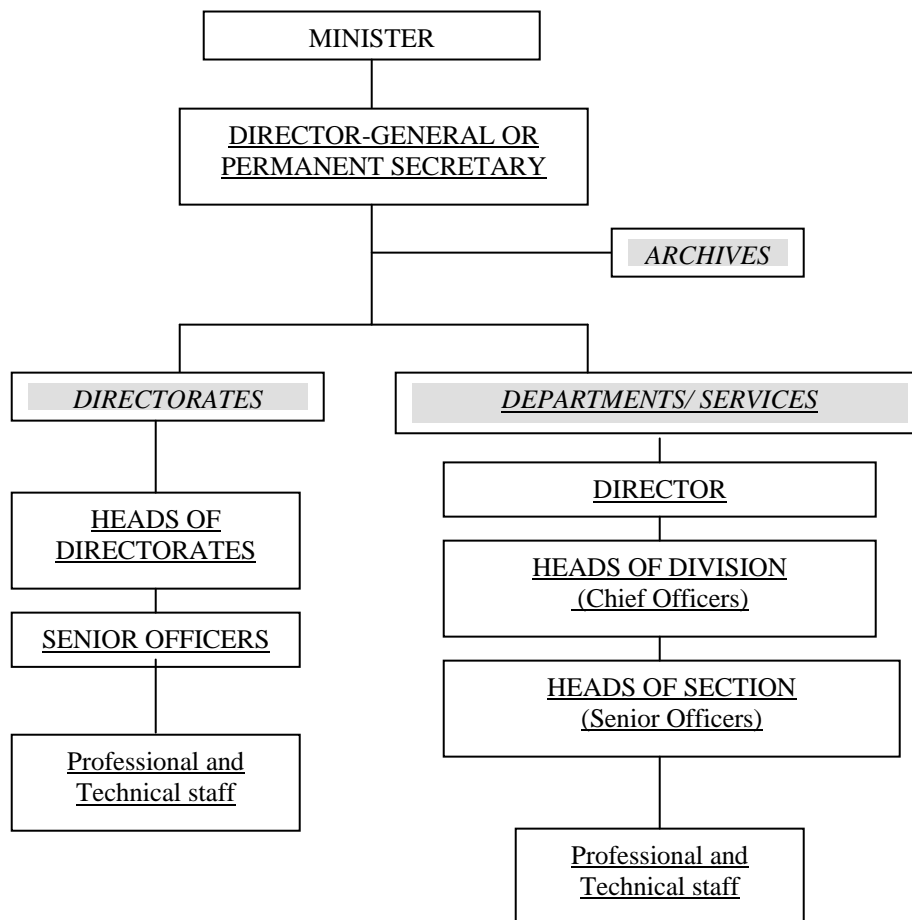 MINISTER
DIRECTOR-GENERAL OR
PERMANENT SECRETARY
ARCHIVES
DIRECTORATES
HEADS OF
DIRECTORATES
SENIOR OFFICERS
Professional and
Technical staff
DEPARTMENTS/ SERVICES
DIRECTOR
HEADS OF DIVISION
(Chief Officers)
HEADS OF SECTION
(Senior Officers)
Professional and
Technical staff